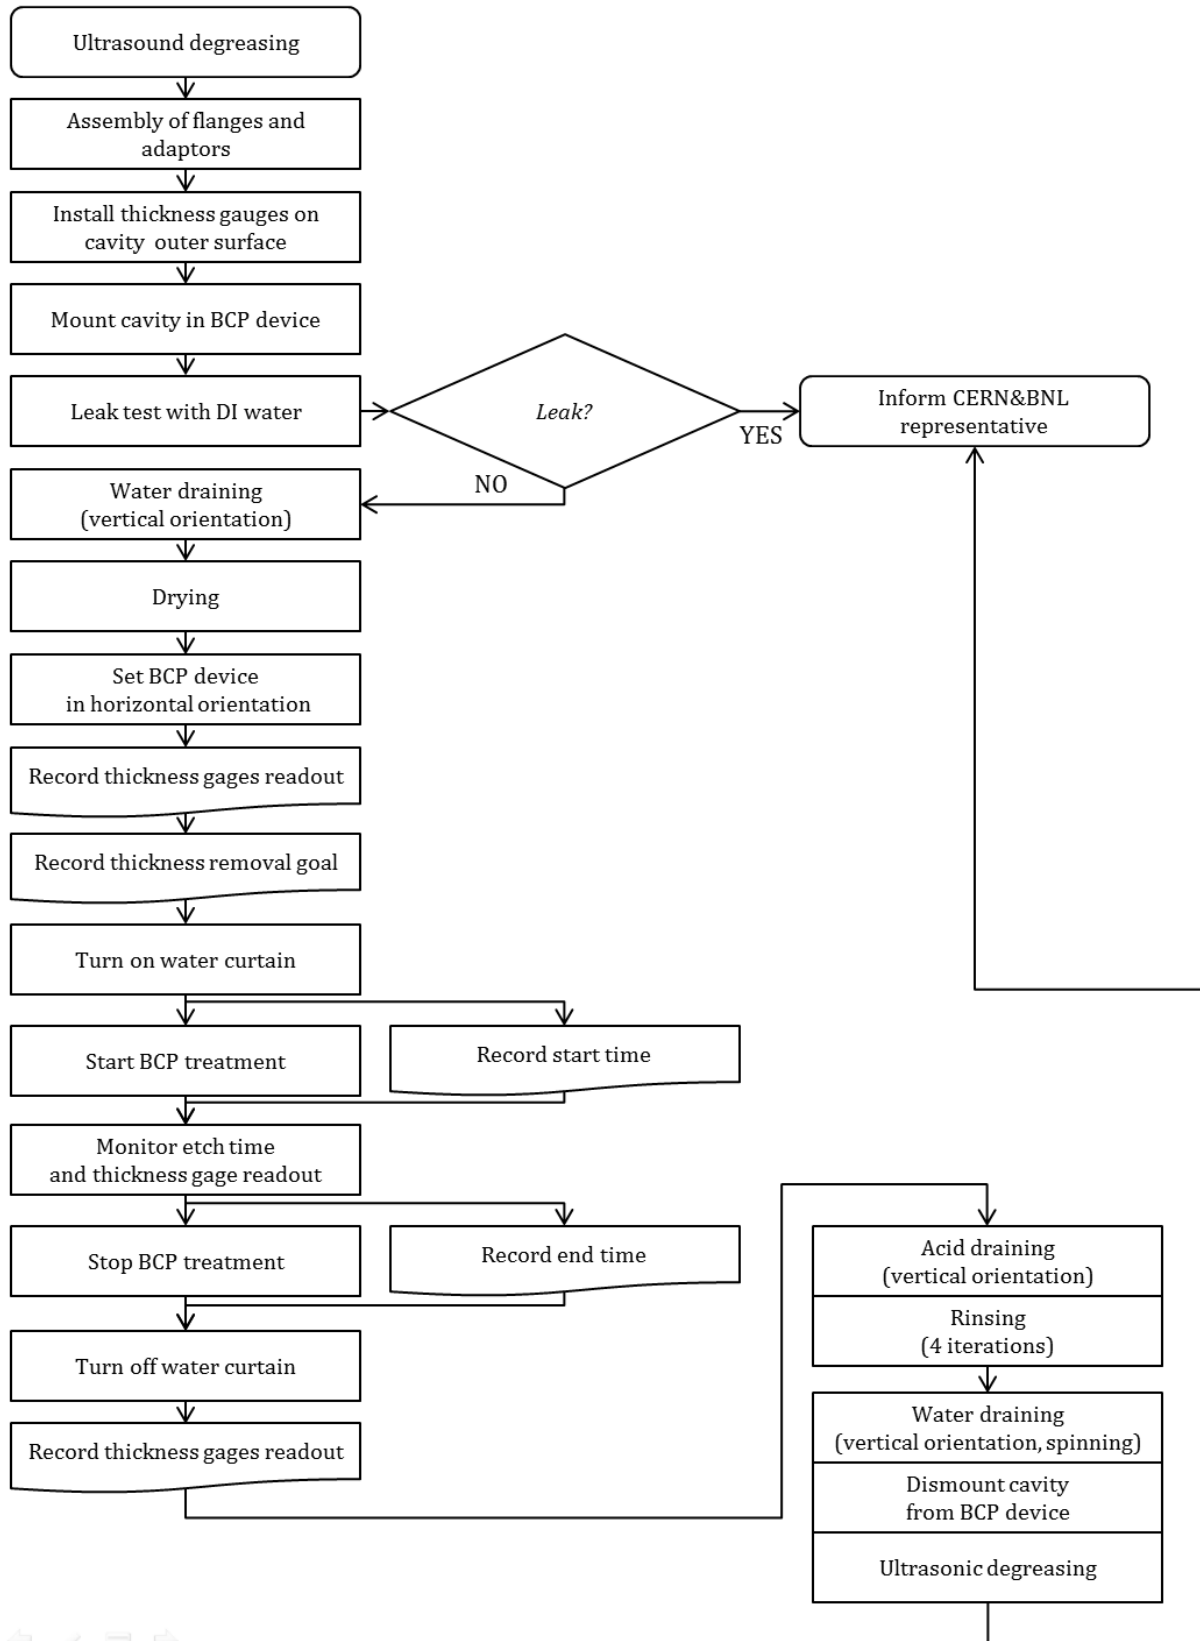 Ultrasound degreasing
Assembly of flanges and
adaptors
Install thickness gauges on
cavity outer surface
Mount cavity in BCP device
Leak test with DI water
Leak?
YES
Inform CERN&BNL
representative
NO
Water draining
(vertical orientation)
Drying
Set BCP device
in horizontal orientation
Record thickness gages readout
Record thickness removal goal
Turn on water curtain
Start BCP treatment
Record start time
Monitor etch time
and thickness gage readout
Stop BCP treatment
Record end time
Turn off water curtain
Record thickness gages readout
Acid draining
(vertical orientation)
Rinsing
(4 iterations)
Water draining
(vertical orientation, spinning)
Dismount cavity
from BCP device
Ultrasonic degreasing